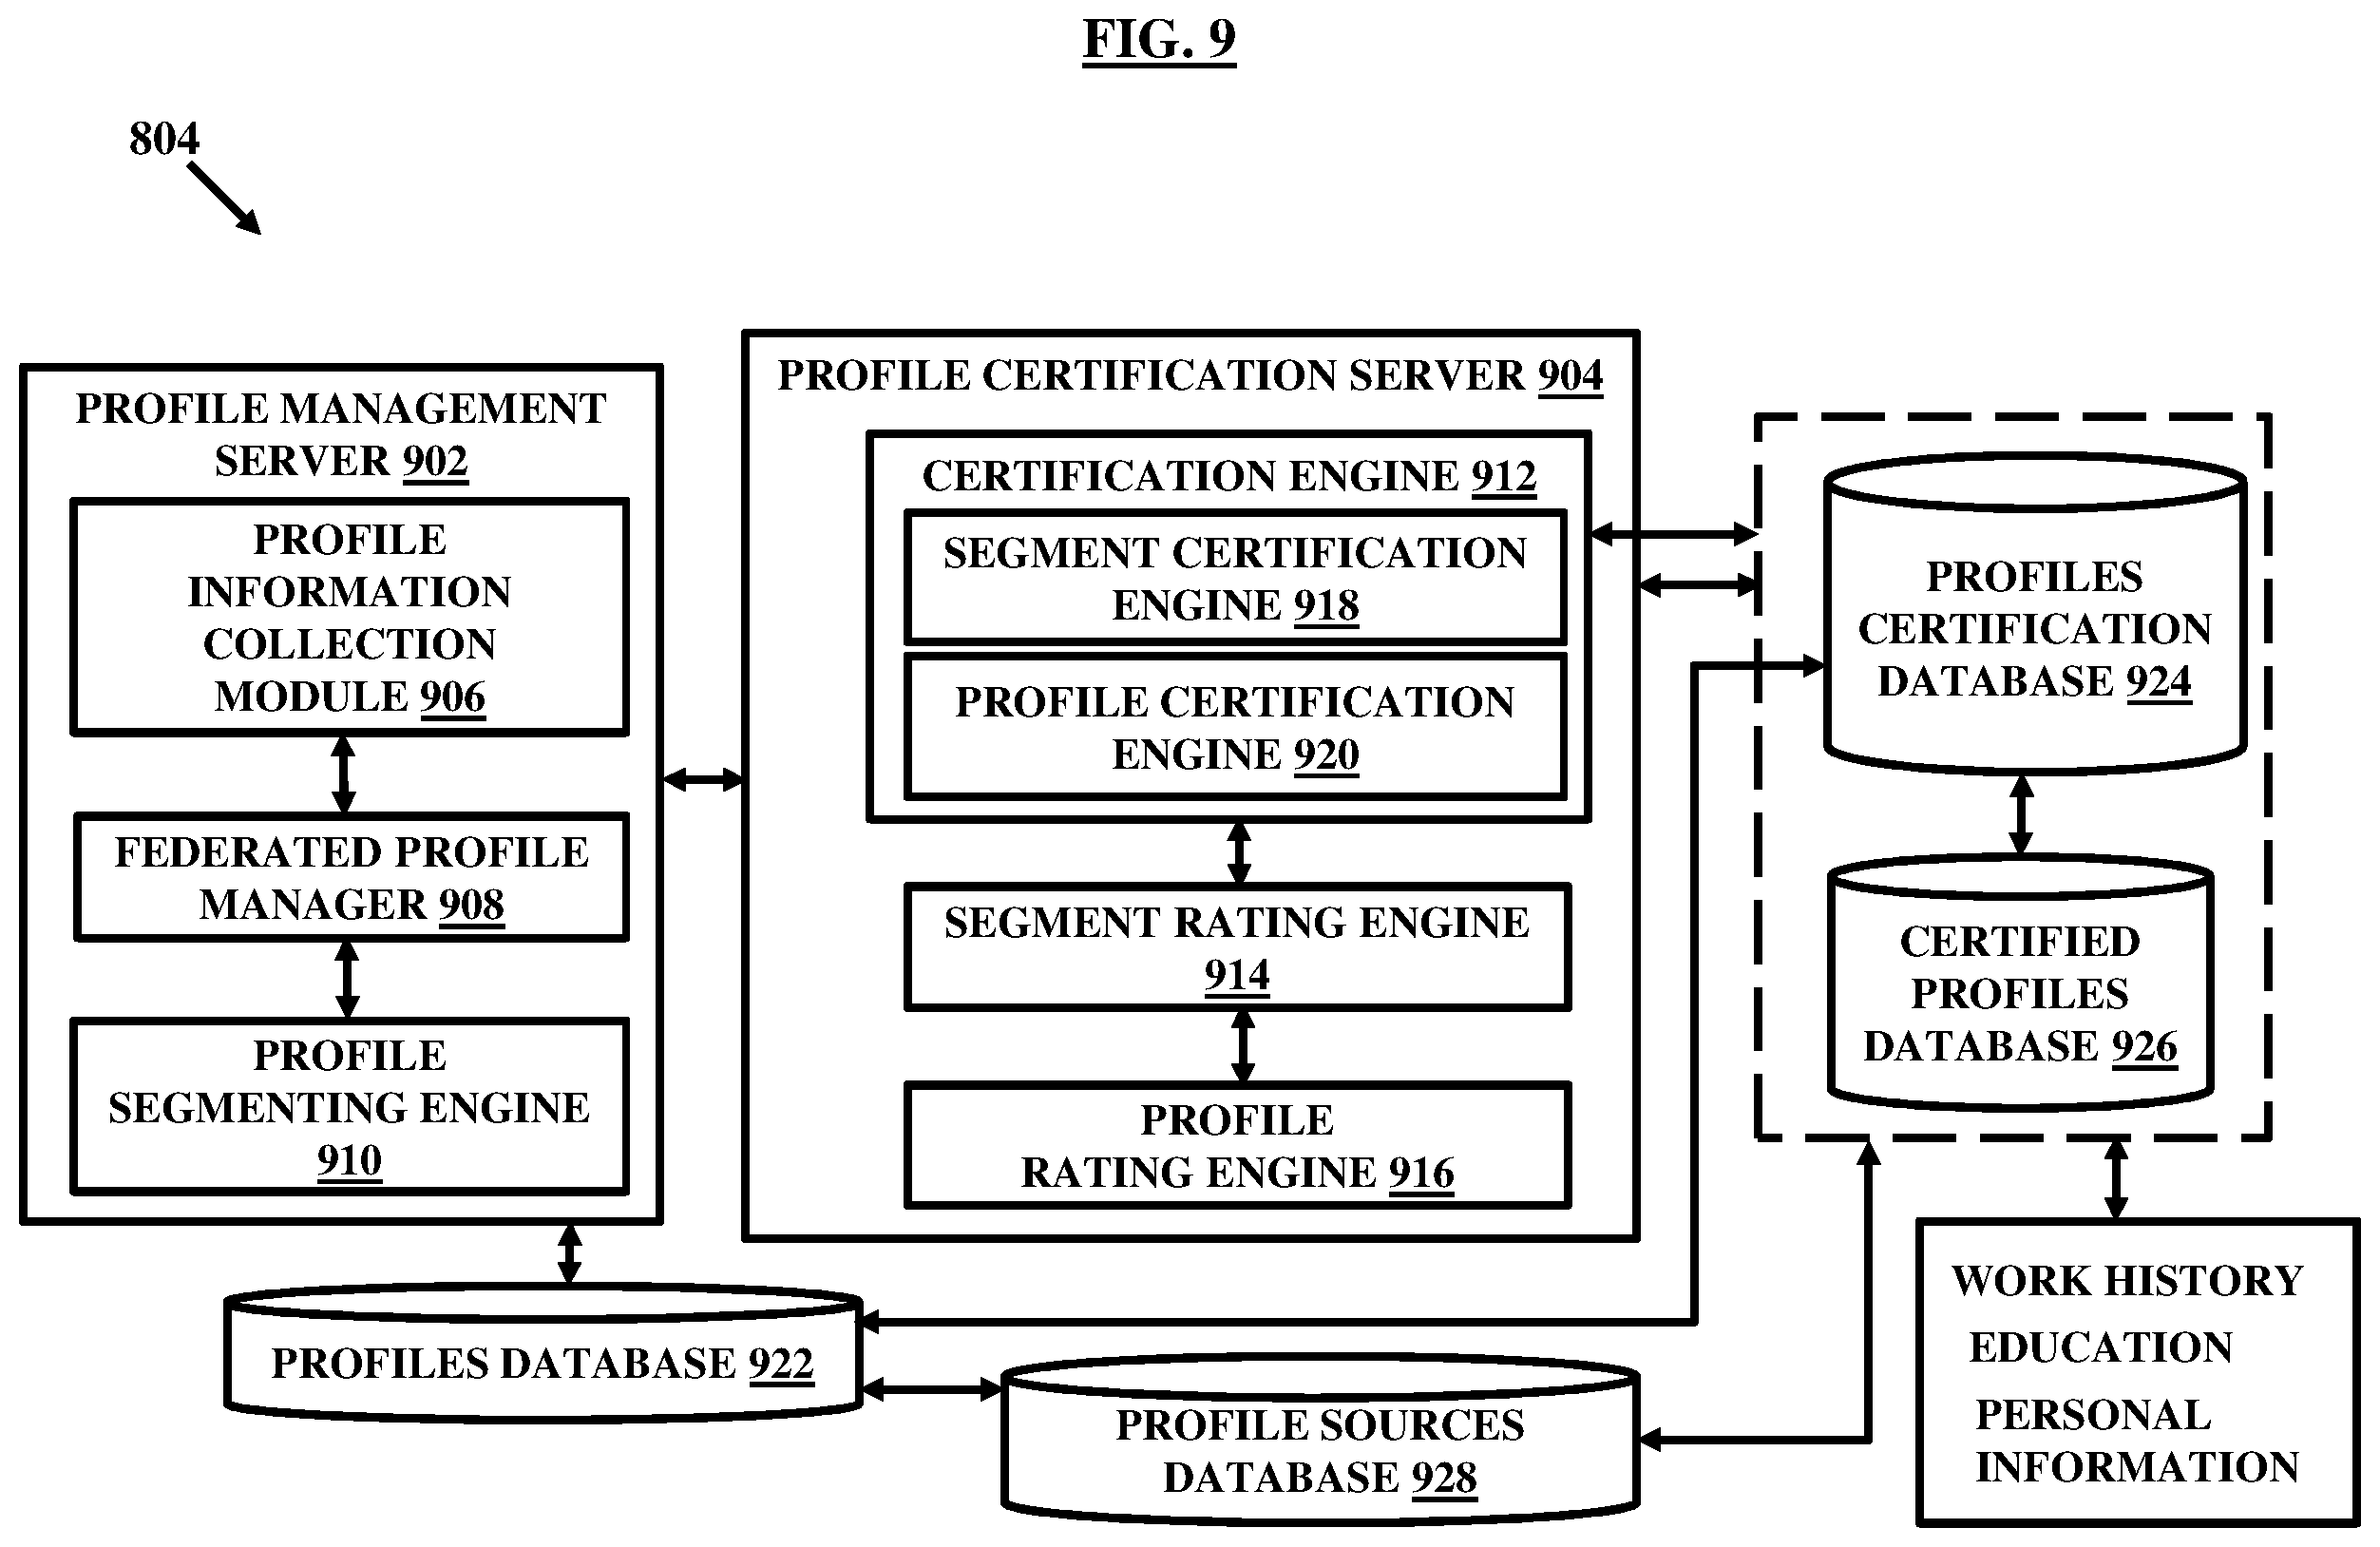 FIG. 9
804
PROFILE MANAGEMENT
SERVER 902
PROFILE
INFORMATION
COLLECTION
MODULE 906
FEDERATED PROFILE
MANAGER 908
PROFILE
SEGMENTING ENGINE
910
PROFILE CERTIFICATION SERVER 904
CERTIFICATION ENGINE 912
SEGMENT CERTIFICATION
ENGINE 918
PROFILE CERTIFICATION
ENGINE 920
SEGMENT RATING ENGINE
914
PROFILE
RATING ENGINE 916
PROFILES
CERTIFICATION
DATABASE 924
CERTIFIED
PROFILES
DATABASE 926
PROFILES DATABASE 922
PROFILE SOURCES
DATABASE 928
WORK HISTORY
EDUCATION
PERSONAL
INFORMATION